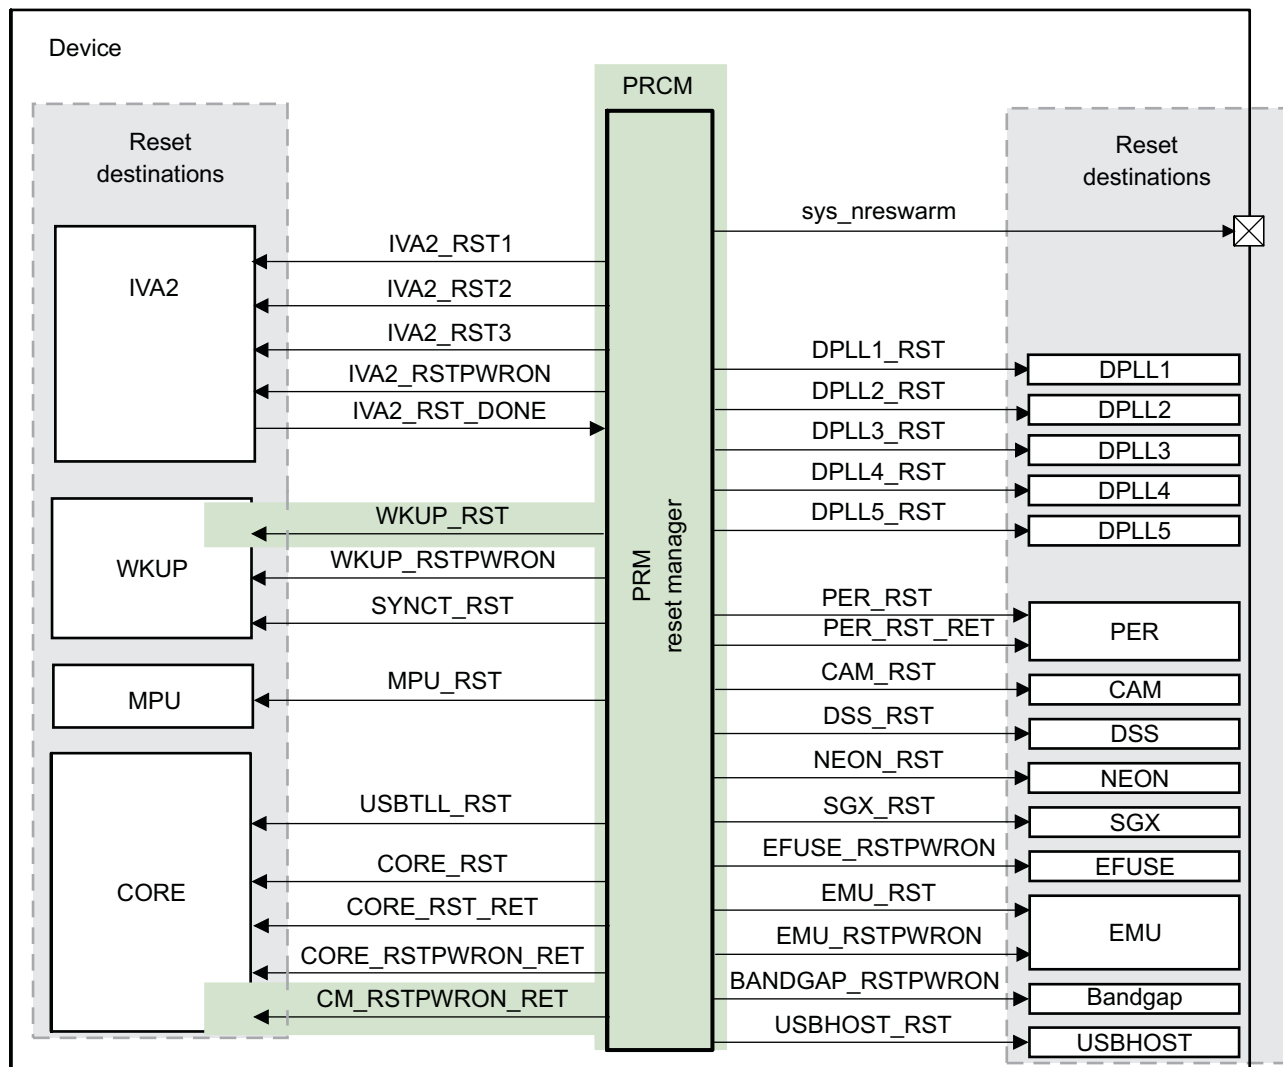 Device
PRCM
Reset
destinations
IVA2
IVA2_RST1
IVA2_RST2
IVA2_RST3
IVA2_RSTPWRON
IVA2_RST_DONE
WKUP
WKUP_RST
WKUP_RSTPWRON
SYNCT_RST
MPU
MPU_RST
CORE
USBTLL_RST
CORE_RST
CORE_RST_RET
CORE_RSTPWRON_RET
CM_RSTPWRON_RET
PRM
reset manager
Reset
destinations
sys_nreswarm
DPLL1_RST
DPLL1
DPLL2_RST
DPLL2
DPLL3_RST
DPLL3
DPLL4_RST
DPLL4
DPLL5_RST
DPLL5
PER_RST
PER_RST_RET
PER
CAM_RST
CAM
DSS_RST
DSS
NEON_RST
NEON
SGX_RST
SGX
EFUSE_RSTPWRON
EFUSE
EMU_RST
EMU_RSTPWRON
EMU
BANDGAP_RSTPWRON
Bandgap
USBHOST_RST
USBHOST